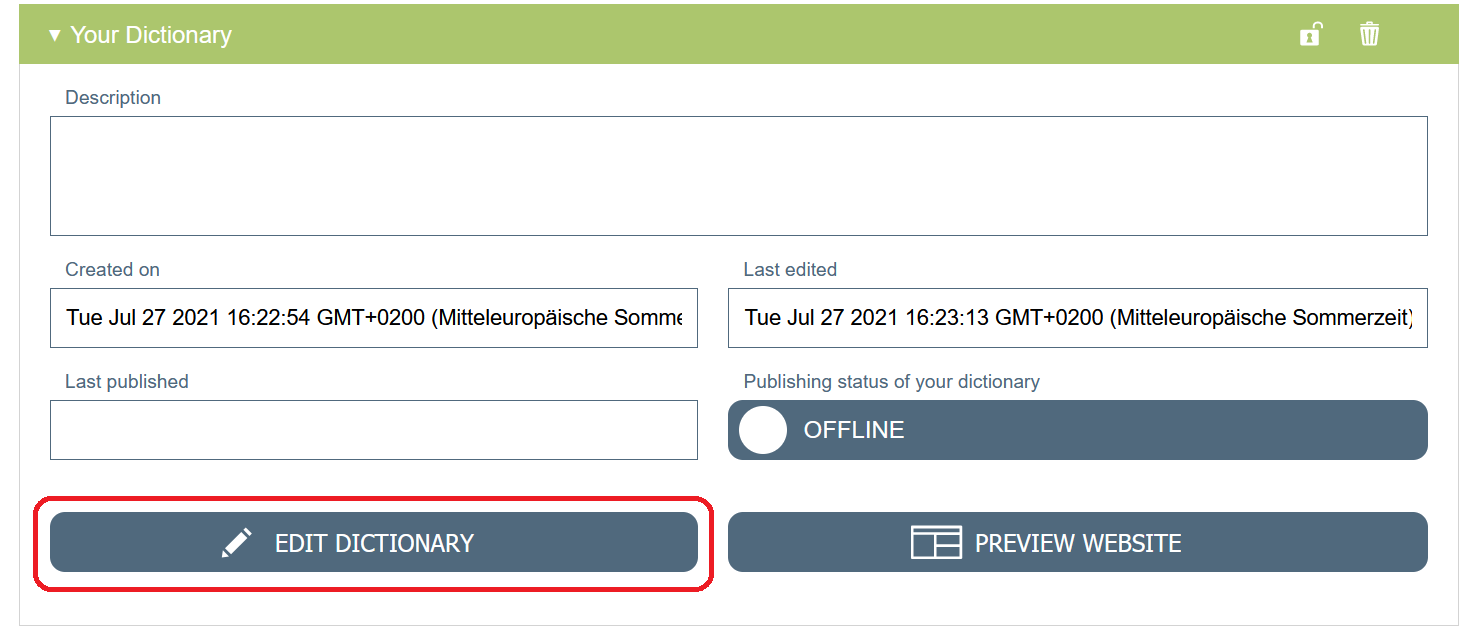 Your Dictionary
Description
Created on
Last edited
Tue Jul 27 2021 16:22:54 GMT+0200 (Mitteleuropäische Somme
Tue Jul 27 2021 16:23:13 GMT+0200 (Mitteleuropäische Sommerzeit)
Last published
Publishing status of your dictionary
OFFLINE
EDIT DICTIONARY
PREVIEW WEBSITE